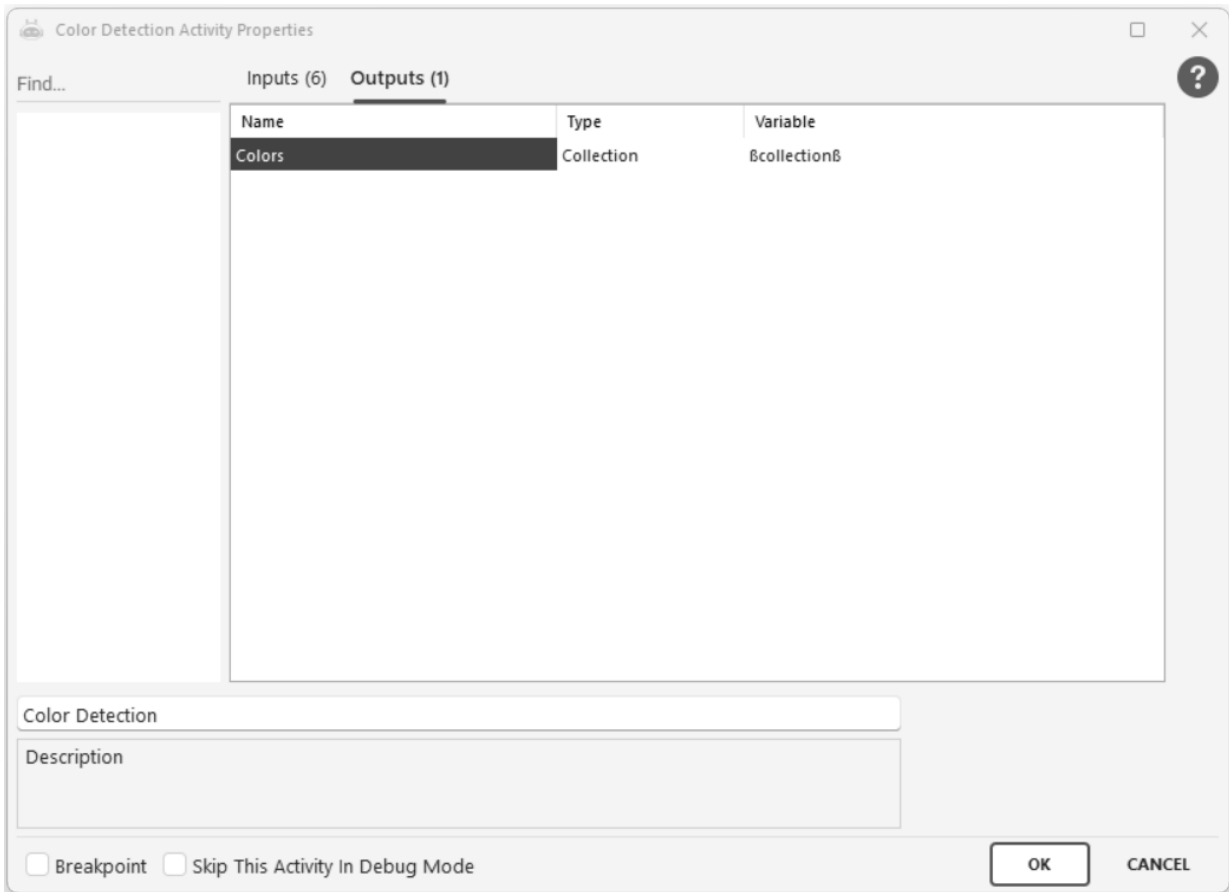 Color Detection Activity Properties
Find...
Inputs (6) Outputs (1)
?
Name Type Variable
Colors Collection ßcollectionß
Color Detection
Description
Breakpoint Skip This Activity In Debug Mode
OK CANCEL